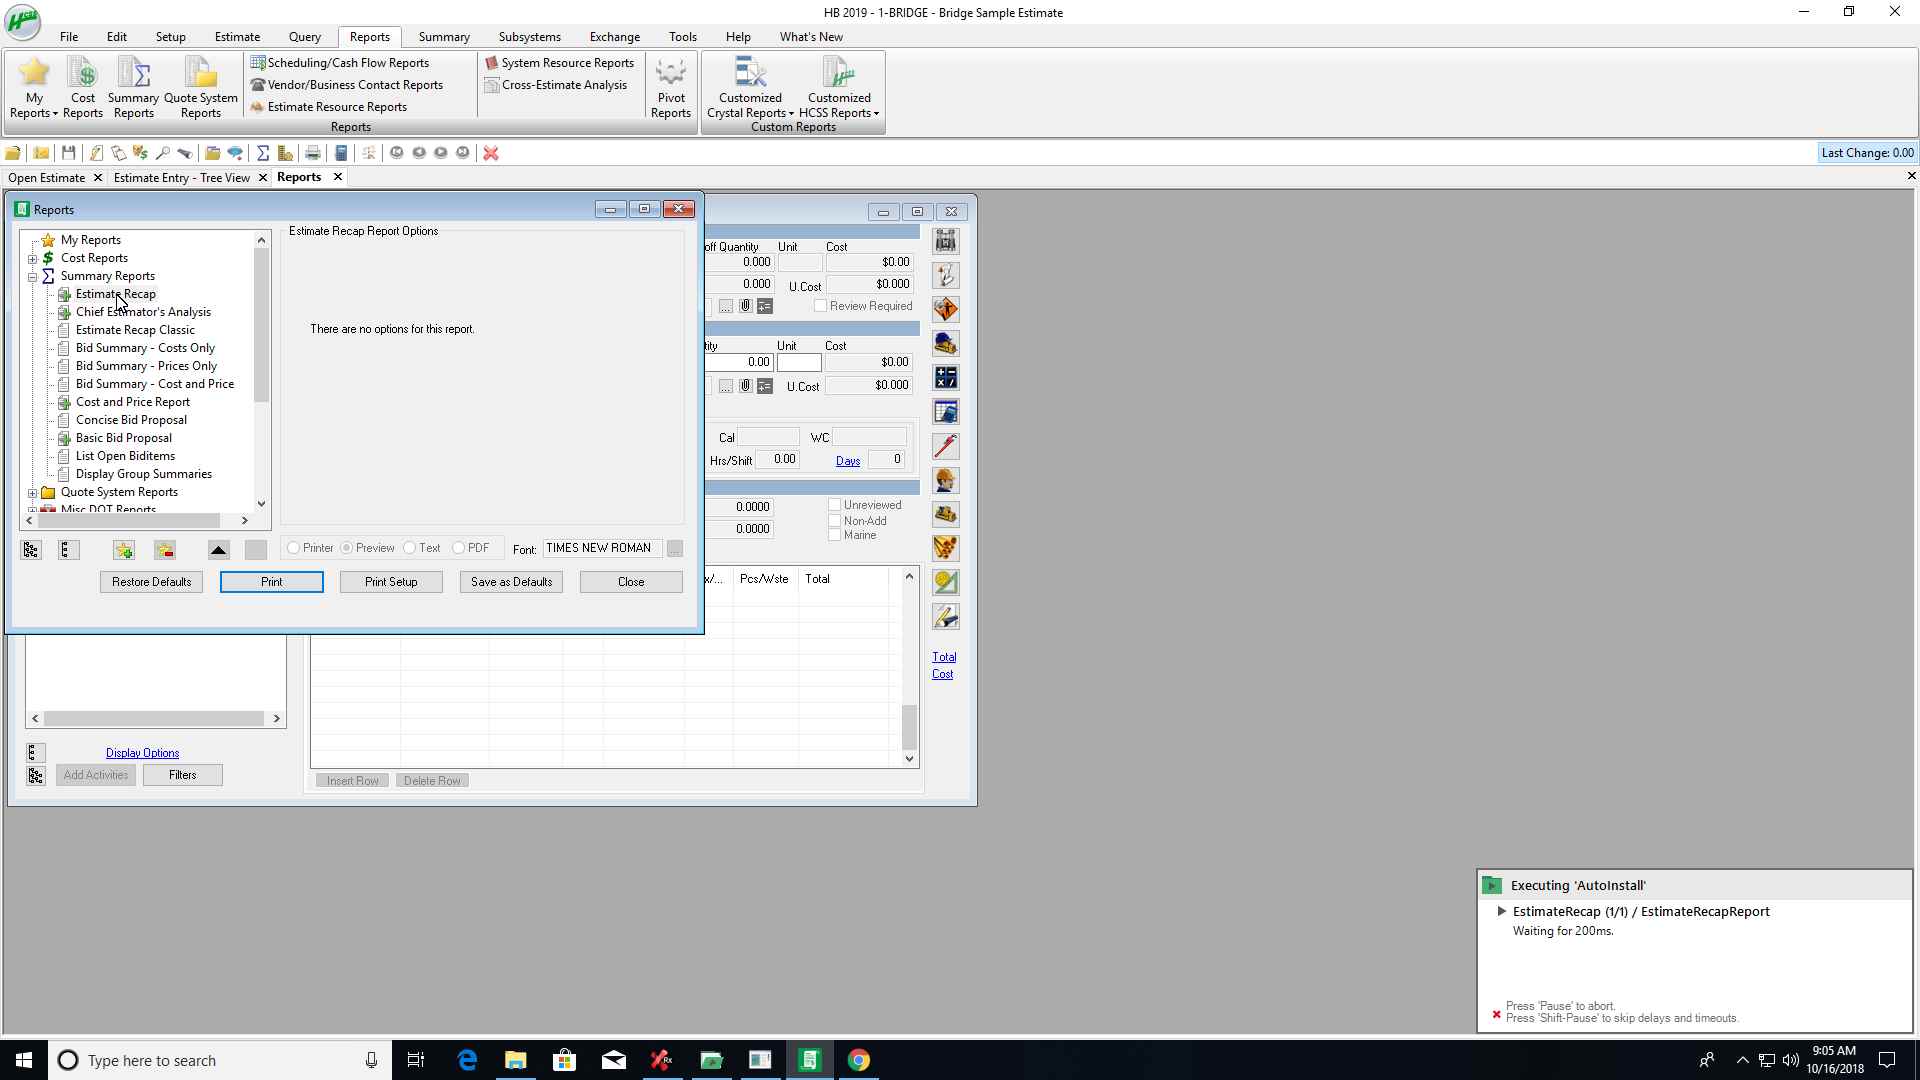 HB 2019 - 1-BRIDGE - Bridge Sample Estimate
File Edit Setup Estimate Query Reports Summary Subsystems Exchange Tools Help What's New
My Reports
Cost Reports
Summary Reports
Quote System Reports
Scheduling/Cash Flow Reports
Vendor/Business Contact Reports
Estimate Resource Reports
System Resource Reports
Cross-Estimate Analysis
Pivot Reports
Customized Crystal Reports
Customized HCSS Reports
Reports
Custom Reports
Last Change: 0.00
Open Estimate Estimate Entry - Tree View Reports
Reports
My Reports
Cost Reports
Summary Reports
Estimate Recap
Chief Estimator's Analysis
Estimate Recap Classic
Bid Summary - Costs Only
Bid Summary - Prices Only
Bid Summary - Cost and Price
Cost and Price Report
Concise Bid Proposal
Basic Bid Proposal
List Open Biditems
Display Group Summaries
Quote System Reports
Misc DOT Reports
Estimate Recap Report Options
There are no options for this report.
Printer Preview Text PDF Font: TIMES NEW ROMAN ...
Restore Defaults Print Print Setup Save as Defaults Close
off Quantity Unit Cost
0.000 $0.00
0.000 U.Cost $0.000
... Review Required
tity Unit Cost
0.00 $0.00
... U.Cost $0.000
Cal WC
Hrs/Shift 0.00 Days 0
0.0000 Unreviewed
Non-Add
0.0000 Marine
x/... Pcs/Wste Total
Total
Cost
Display Options
Add Activities Filters
Insert Row Delete Row
Executing 'AutoInstall'
EstimateRecap (1/1) / EstimateRecapReport
Waiting for 200ms.
Press 'Pause' to abort.
Press 'Shift-Pause' to skip delays and timeouts.
Type here to search
9:05 AM
10/16/2018